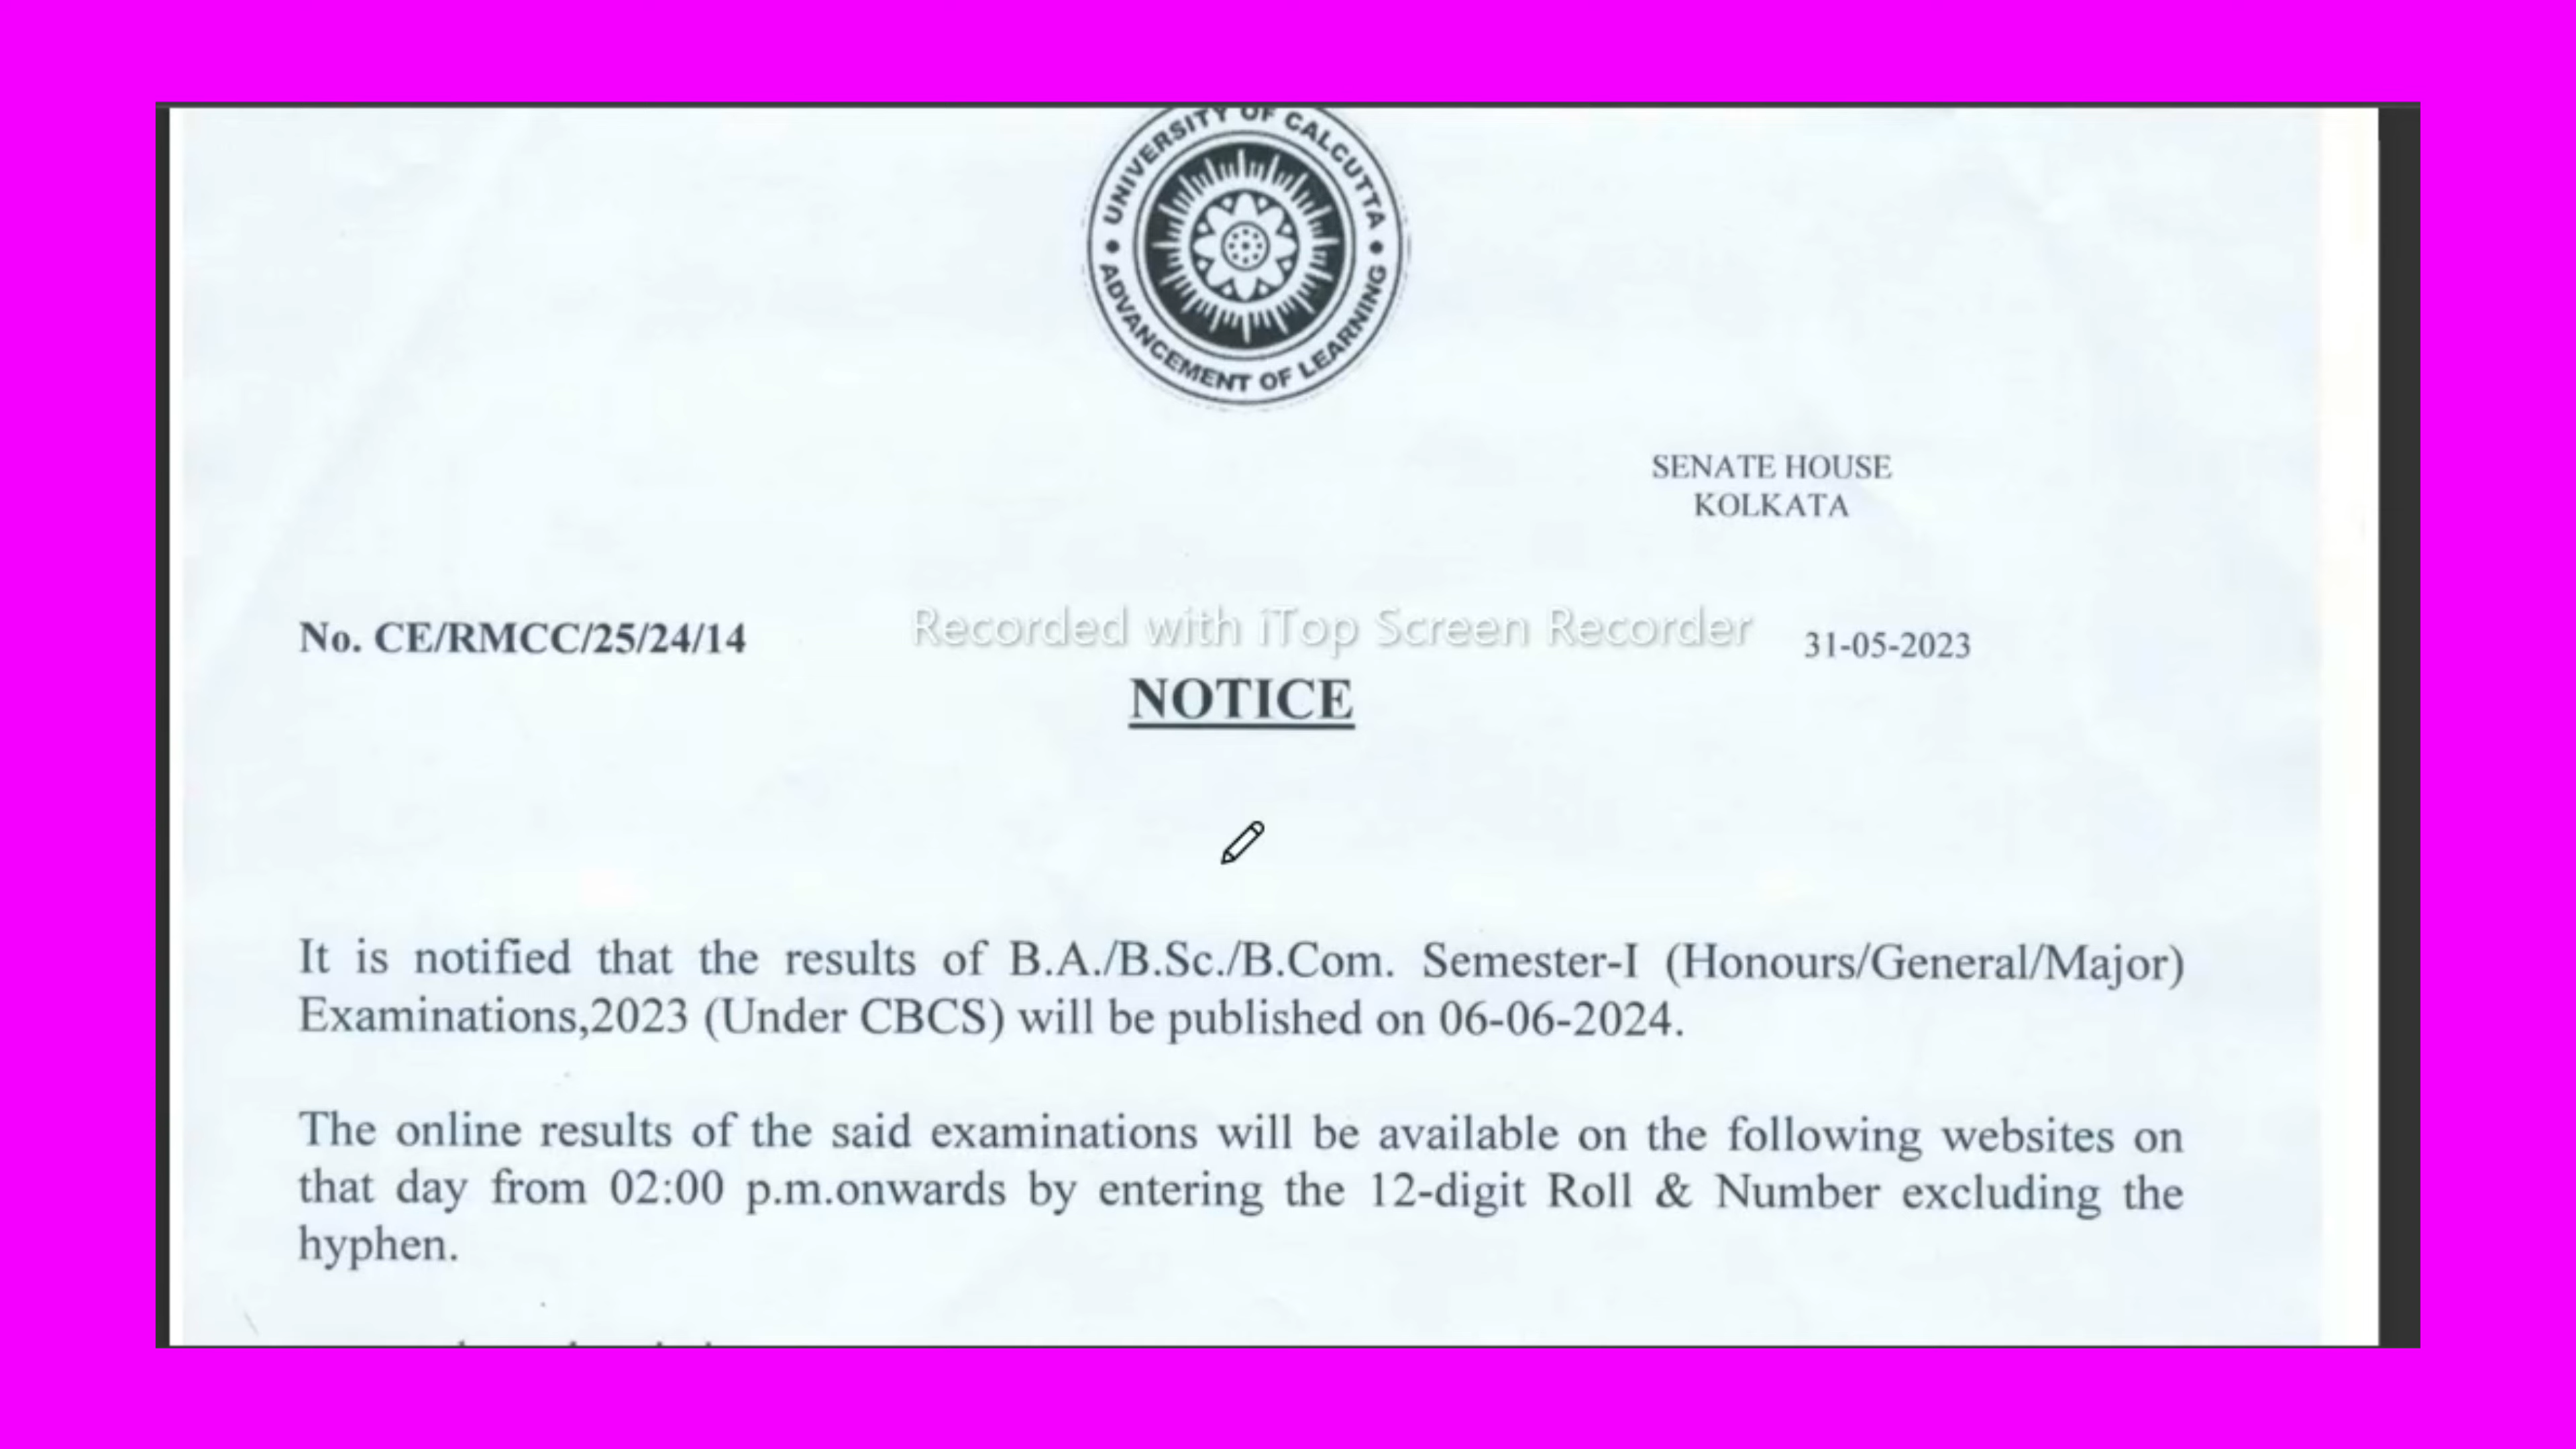 UNIVERSITY OF CALCUTTA
ADVANCEMENT OF LEARNING
SENATE HOUSE
KOLKATA
No. CE/RMCC/25/24/14
Recorded with iTop Screen Recorder
31-05-2023
NOTICE
It is notified that the results of B.A./B.Sc./B.Com. Semester-I (Honours/General/Major)
Examinations,2023 (Under CBCS) will be published on 06-06-2024.
The online results of the said examinations will be available on the following websites on
that day from 02:00 p.m.onwards by entering the 12-digit Roll & Number excluding the
hyphen.